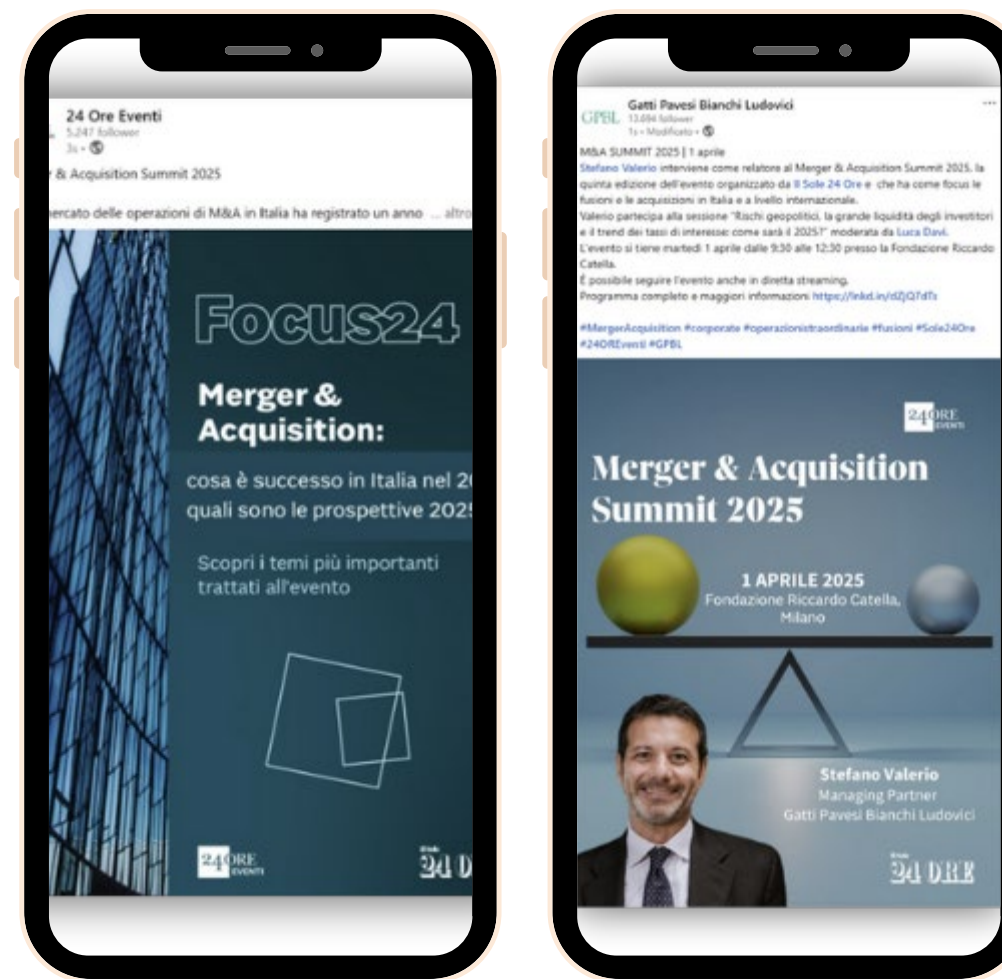 24 Ore Eventi
5.247 follower
3s •
& Acquisition Summit 2025
mercato delle operazioni di M&A in Italia ha registrato un anno ... altro
Focus24
Merger &
Acquisition:
cosa è successo in Italia nel 20
quali sono le prospettive 2025
Scopri i temi più importanti
trattati all'evento
24 ORE
EVENTI
24 O
Gatti Pavesi Bianchi Ludovici
GPBL
13.694 follower
1s • Modificato •
M&A SUMMIT 2025 | 1 aprile
Stefano Valerio interviene come relatore al Merger & Acquisition Summit 2025, la
quinta edizione dell'evento organizzato da Il Sole 24 Ore e che ha come focus le
fusioni e le acquisizioni in Italia e a livello internazionale.
Valerio partecipa alla sessione "Rischi geopolitici, la grande liquidità degli investitori
e il trend dei tassi di interesse: come sarà il 2025?" moderata da Luca Davi.
L'evento si tiene martedì 1 aprile dalle 9:30 alle 12:30 presso la Fondazione Riccardo
Catella.
È possibile seguire l'evento anche in diretta streaming.
Programma completo e maggiori informazioni
#MergerAcquisition #corporate #operazionistraordinarie #fusioni #Sole24Ore
#24OREventi #GPBL
24 ORE
EVENTI
Merger & Acquisition
Summit 2025
1 APRILE 2025
Fondazione Riccardo Catella,
Milano
Stefano Valerio
Managing Partner
Gatti Pavesi Bianchi Ludovici
24 ORE